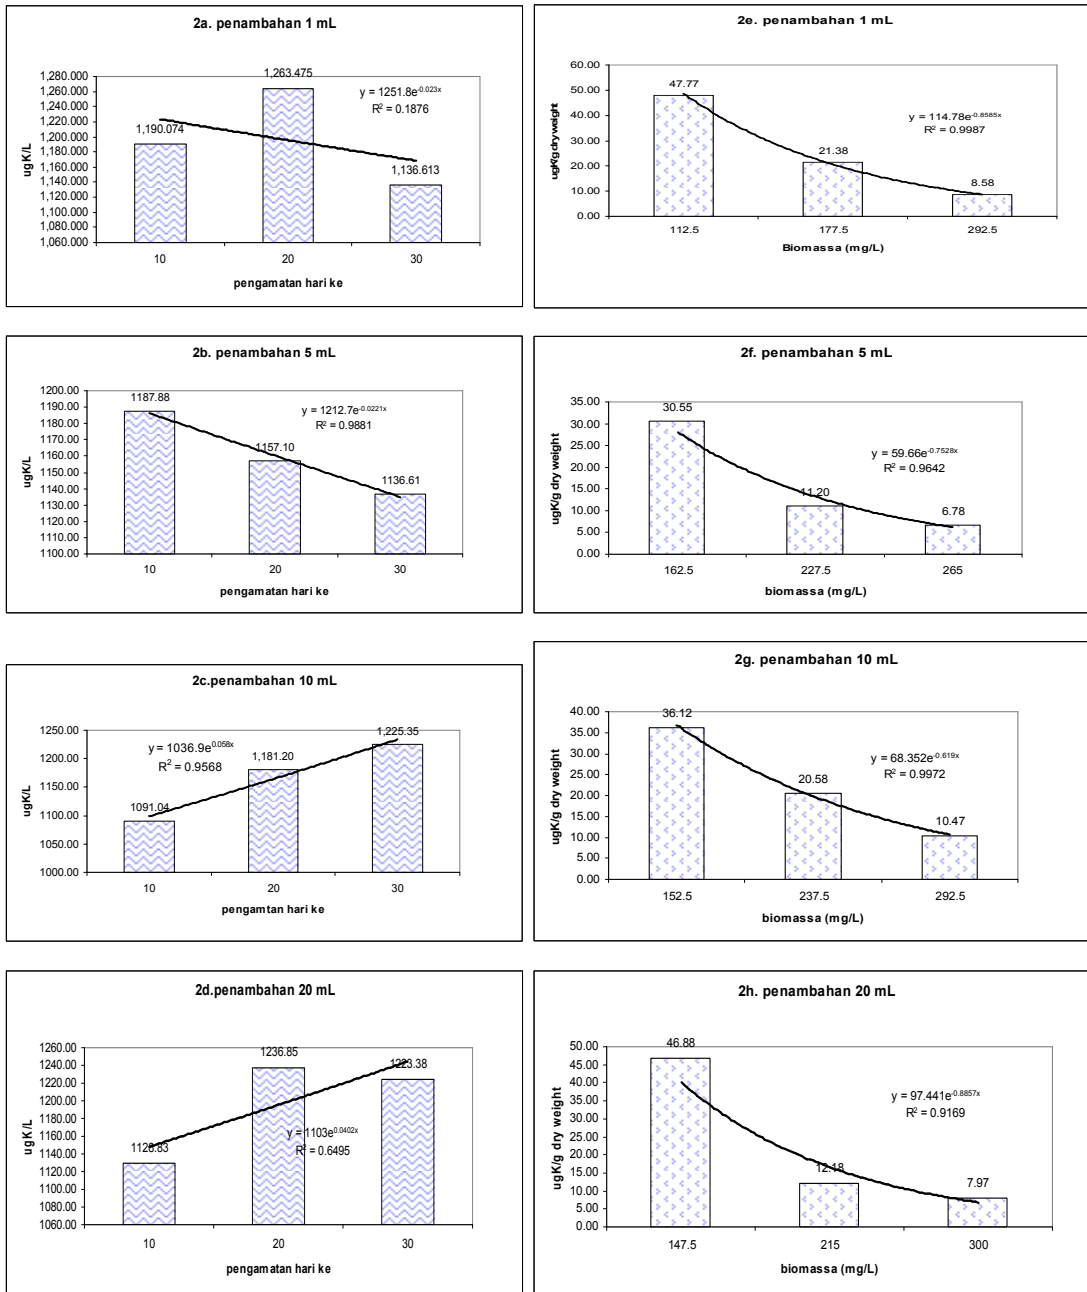 2a. penambahan 1 mL
ugK/L
1,280.000
1,260.000
1,240.000
1,220.000
1,200.000
1,180.000
1,160.000
1,140.000
1,120.000
1,100.000
1,080.000
1,060.000
1,190.074
1,263.475
1,136.613
y = 1251.8e^-0.023x
R² = 0.1876
10 20 30
pengamatan hari ke
2e. penambahan 1 mL
ugK/g dry weight
60.00
50.00
40.00
30.00
20.00
10.00
0.00
47.77
21.38
8.58
y = 114.78e^-0.8585x
R² = 0.9987
112.5 177.5 292.5
Biomassa (mg/L)
2b. penambahan 5 mL
ugK/L
1200.00
1190.00
1180.00
1170.00
1160.00
1150.00
1140.00
1130.00
1120.00
1110.00
1100.00
1187.88
1157.10
1136.61
y = 1212.7e^-0.0221x
R² = 0.9881
10 20 30
pengamatan hari ke
2f. penambahan 5 mL
ugK/g dry weight
35.00
30.00
25.00
20.00
15.00
10.00
5.00
0.00
30.55
11.20
6.78
y = 59.66e^-0.7528x
R² = 0.9642
162.5 227.5 265
biomassa (mg/L)
2c.penambahan 10 mL
ugK/L
1250.00
1200.00
1150.00
1100.00
1050.00
1000.00
1091.04
1,181.20
1,225.35
y = 1036.9e^0.058x
R² = 0.9568
10 20 30
pengamtan hari ke
2g. penambahan 10 mL
ugK/g dry weight
40.00
35.00
30.00
25.00
20.00
15.00
10.00
5.00
0.00
36.12
20.58
10.47
y = 68.352e^-0.619x
R² = 0.9972
152.5 237.5 292.5
biomassa (mg/L)
2d.penambahan 20 mL
ugK/L
1260.00
1240.00
1220.00
1200.00
1180.00
1160.00
1140.00
1120.00
1100.00
1080.00
1060.00
1128.83
1236.85
1223.38
y = 1103e^0.0402x
R² = 0.6495
10 20 30
pengamatan hari ke
2h. penambahan 20 mL
ugK/g dry weight
50.00
45.00
40.00
35.00
30.00
25.00
20.00
15.00
10.00
5.00
0.00
46.88
12.18
7.97
y = 97.441e^-0.8857x
R² = 0.9169
147.5 215 300
biomassa (mg/L)